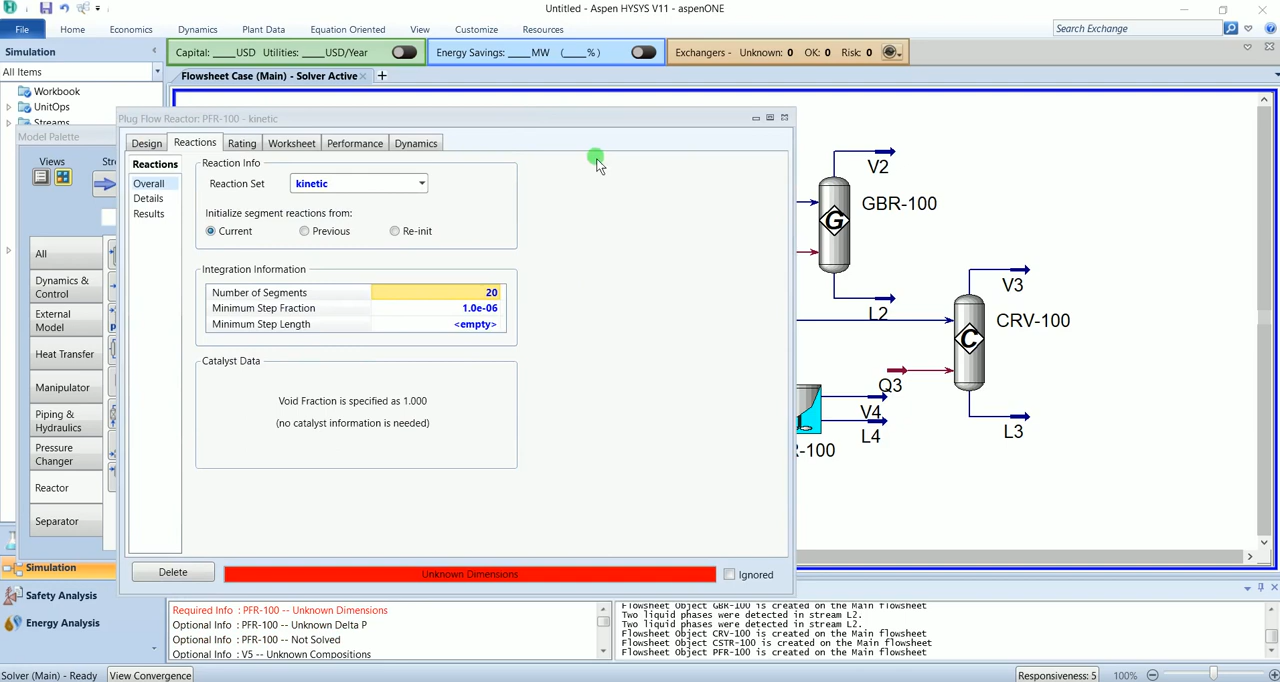 Untitled - Aspen HYSYS V11 - aspenONE
File Home Economics Dynamics Plant Data Equation Oriented View Customize Resources Search Exchange
Simulation
Capital: ____USD Utilities: ____USD/Year
Energy Savings: ____MW (____%)
Exchangers - Unknown: 0 OK: 0 Risk: 0
All Items
Flowsheet Case (Main) - Solver Active
Workbook
UnitOps
Streams
Model Palette
Views
Str
All
Dynamics & Control
External Model
Heat Transfer
Manipulator
Piping & Hydraulics
Pressure Changer
Reactor
Separator
Simulation
Safety Analysis
Energy Analysis
Plug Flow Reactor: PFR-100 - kinetic
Design Reactions Rating Worksheet Performance Dynamics
Reactions
Overall
Details
Results
Reaction Info
Reaction Set kinetic
Initialize segment reactions from:
Current Previous Re-init
Integration Information
Number of Segments 20
Minimum Step Fraction 1.0e-06
Minimum Step Length <empty>
Catalyst Data
Void Fraction is specified as 1.000
(no catalyst information is needed)
Delete Unknown Dimensions Ignored
V2
G
GBR-100
L2
V3
C
CRV-100
Q3
L3
V4
L4
R-100
Required Info : PFR-100 -- Unknown Dimensions
Optional Info : PFR-100 -- Unknown Delta P
Optional Info : PFR-100 -- Not Solved
Optional Info : V5 -- Unknown Compositions
Flowsheet Object GBR-100 is created on the Main flowsheet
Two liquid phases were detected in stream L2.
Two liquid phases were detected in stream L2.
Flowsheet Object CRV-100 is created on the Main flowsheet
Flowsheet Object CSTR-100 is created on the Main flowsheet
Flowsheet Object PFR-100 is created on the Main flowsheet
Solver (Main) - Ready View Convergence Responsiveness: 5 100%